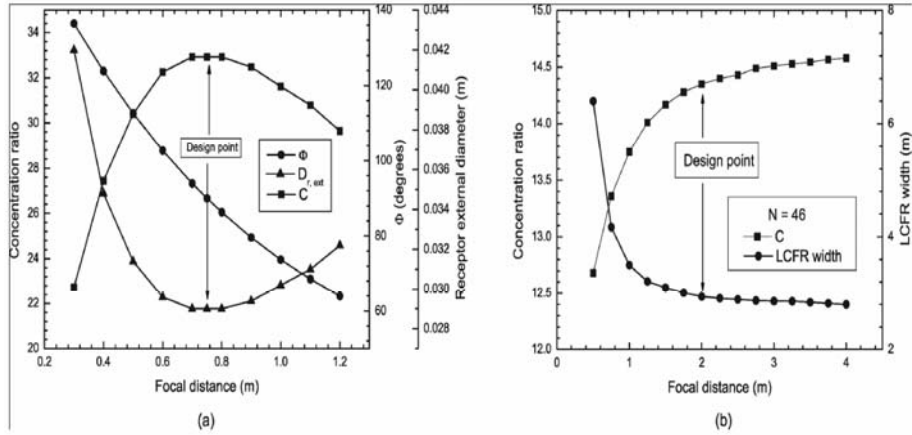 Concentration ratio
34
32
30
28
26
24
22
20
0.2
0.4
0.6
0.8
1.0
1.2
Focal distance (m)
140
120
100
80
60
Φ (degrees)
0.044
0.042
0.040
0.038
0.036
0.034
0.032
0.030
0.028
Receptor external diameter (m)
Design point
Φ
D r, ext
C
(a)
Concentration ratio
15.0
14.5
14.0
13.5
13.0
12.5
12.0
0
1
2
3
4
Focal distance (m)
8
6
4
2
LCFR width (m)
Design point
N = 46
C
LCFR width
(b)